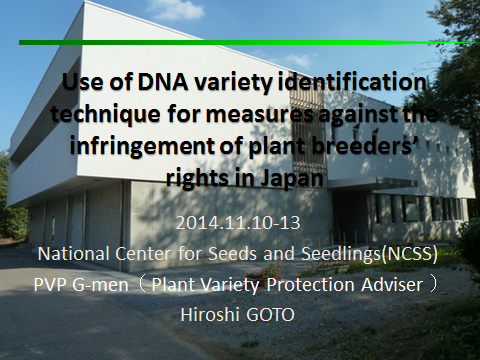 Use of DNA variety identification
technique for measures against the
infringement of plant breeders'
rights in Japan
2014.11.10-13
National Center for Seeds and Seedlings(NCSS)
PVP G-men（Plant Variety Protection Adviser ）
Hiroshi GOTO